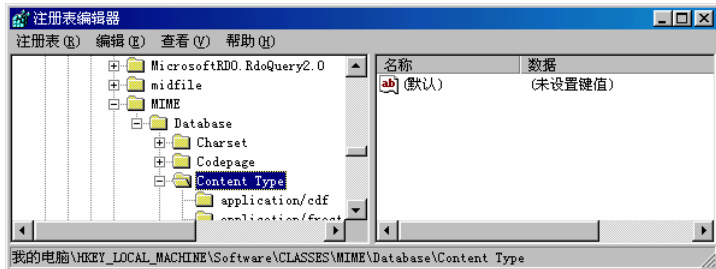 注册表编辑器
注册表(R) 编辑(E) 查看(V) 帮助(H)
MicrosoftRDO.RdoQuery2.0
midfile
MIME
Database
Charset
Codepage
Content Type
application/cdf
名称 数据
ab (默认) (未设置键值)
我的电脑\HKEY_LOCAL_MACHINE\Software\CLASSES\MIME\Database\Content Type